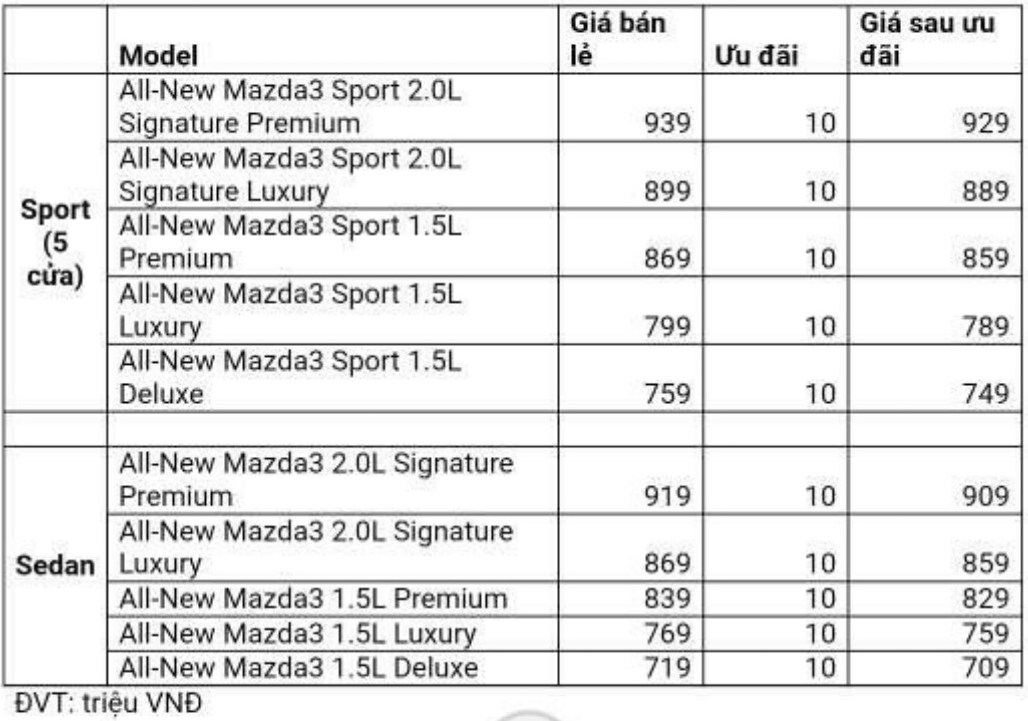 Model Giá bán lẻ Ưu đãi Giá sau ưu đãi
Sport (5 cửa)
All-New Mazda3 Sport 2.0L
Signature Premium 939 10 929
All-New Mazda3 Sport 2.0L
Signature Luxury 899 10 889
All-New Mazda3 Sport 1.5L
Premium 869 10 859
All-New Mazda3 Sport 1.5L
Luxury 799 10 789
All-New Mazda3 Sport 1.5L
Deluxe 759 10 749
Sedan
All-New Mazda3 2.0L Signature
Premium 919 10 909
All-New Mazda3 2.0L Signature
Luxury 869 10 859
All-New Mazda3 1.5L Premium 839 10 829
All-New Mazda3 1.5L Luxury 769 10 759
All-New Mazda3 1.5L Deluxe 719 10 709
ĐVT: triệu VNĐ